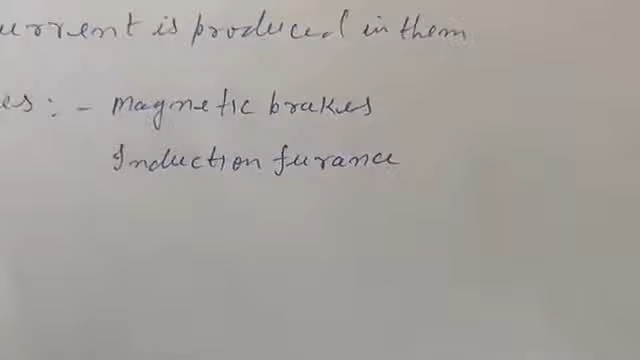 urrent is produced in them
es : - Magnetic brakes
Induction furance